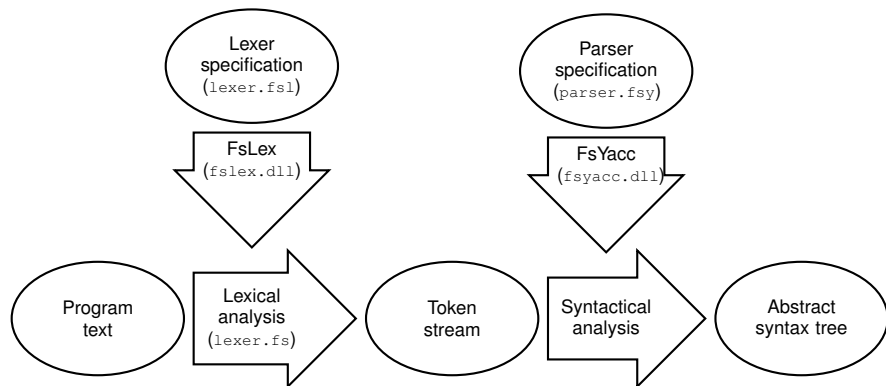 Lexer
specification
(lexer.fsl)
Parser
specification
(parser.fsy)
FsLex
(fslex.dll)
FsYacc
(fsyacc.dll)
Program
text
Lexical
analysis
(lexer.fs)
Token
stream
Syntactical
analysis
Abstract
syntax tree